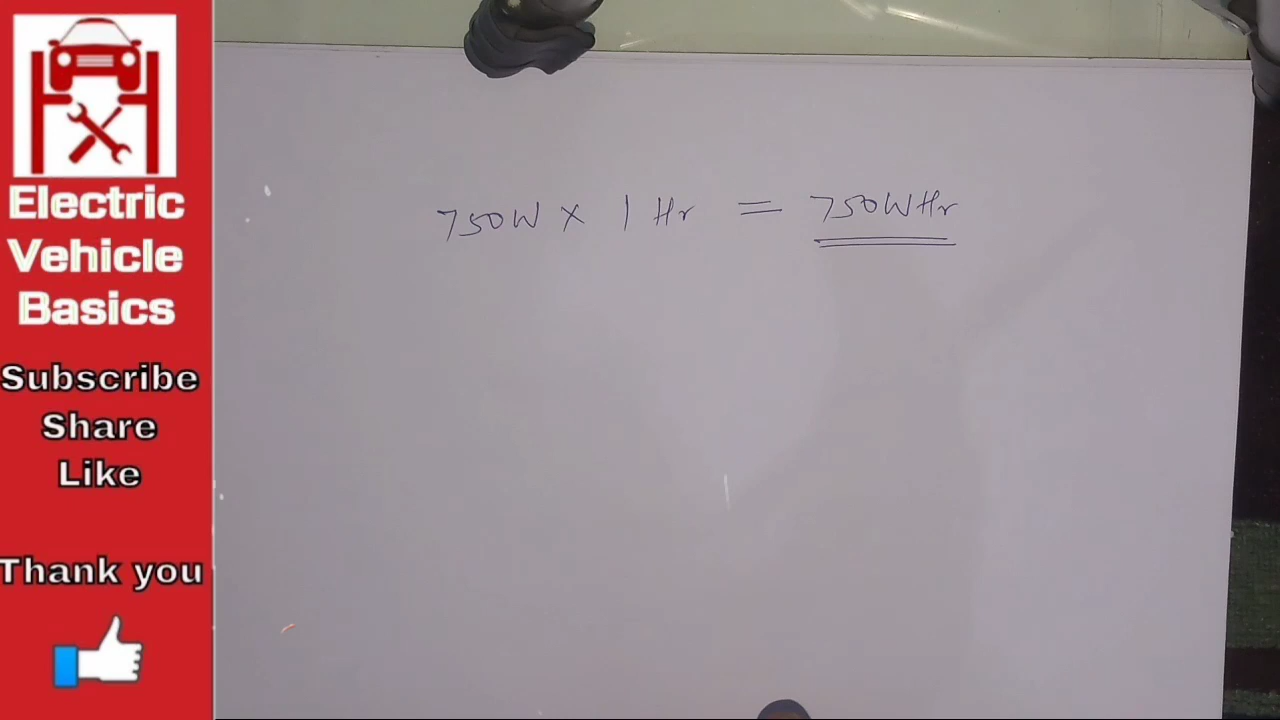 Electric
Vehicle
Basics
Subscribe
Share
Like
Thank you
750W X 1 Hr = 750WHr